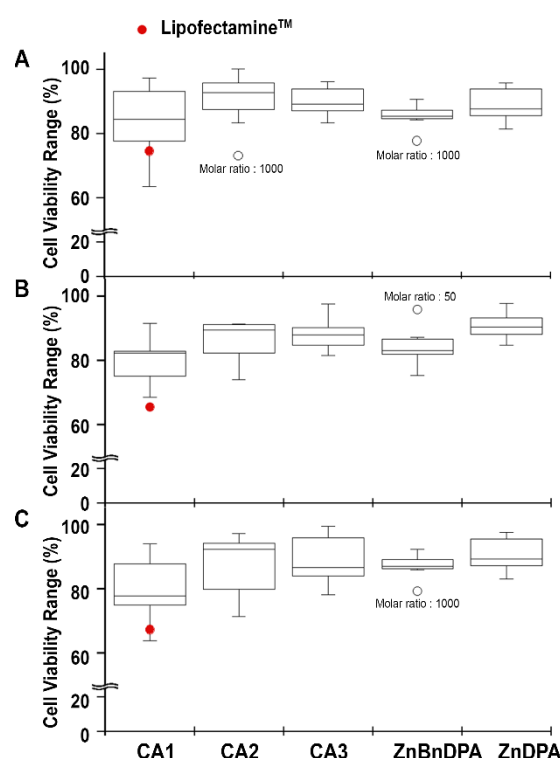 Lipofectamine™
A
Cell Viability Range (%)
100
80
60
20
0
Molar ratio : 1000
Molar ratio : 1000
B
Cell Viability Range (%)
100
80
60
20
0
Molar ratio : 50
C
Cell Viability Range (%)
100
80
60
20
0
Molar ratio : 1000
CA1 CA2 CA3 ZnBnDPA ZnDPA